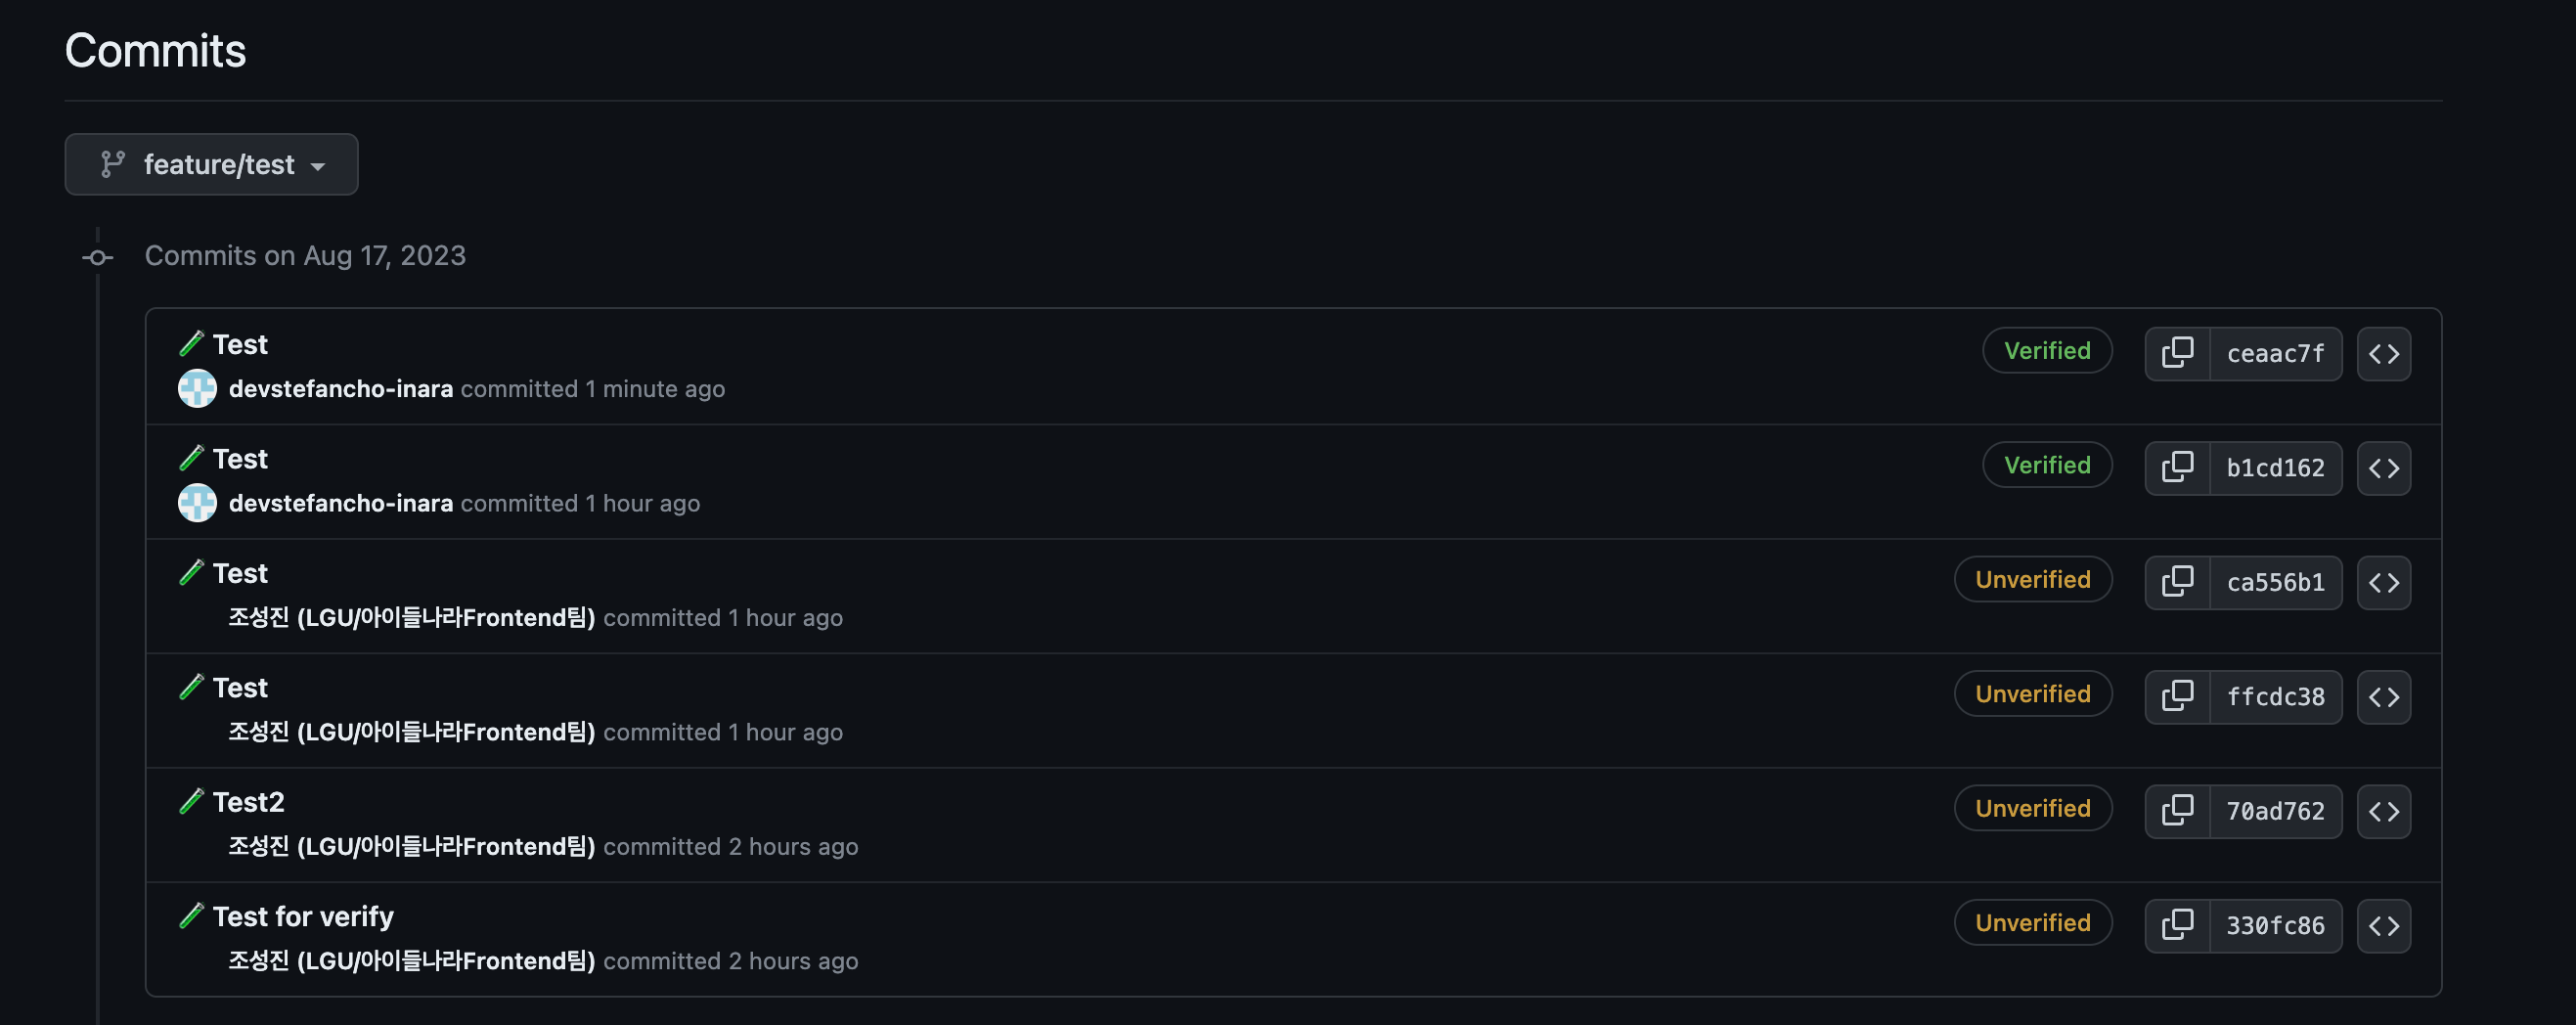 Commits
feature/test
Commits on Aug 17, 2023
Test
Verified
ceaac7f
devstefancho-inara committed 1 minute ago
Test
Verified
b1cd162
devstefancho-inara committed 1 hour ago
Test
Unverified
ca556b1
조성진 (LGU/아이들나라Frontend팀) committed 1 hour ago
Test
Unverified
ffcdc38
조성진 (LGU/아이들나라Frontend팀) committed 1 hour ago
Test2
Unverified
70ad762
조성진 (LGU/아이들나라Frontend팀) committed 2 hours ago
Test for verify
Unverified
330fc86
조성진 (LGU/아이들나라Frontend팀) committed 2 hours ago